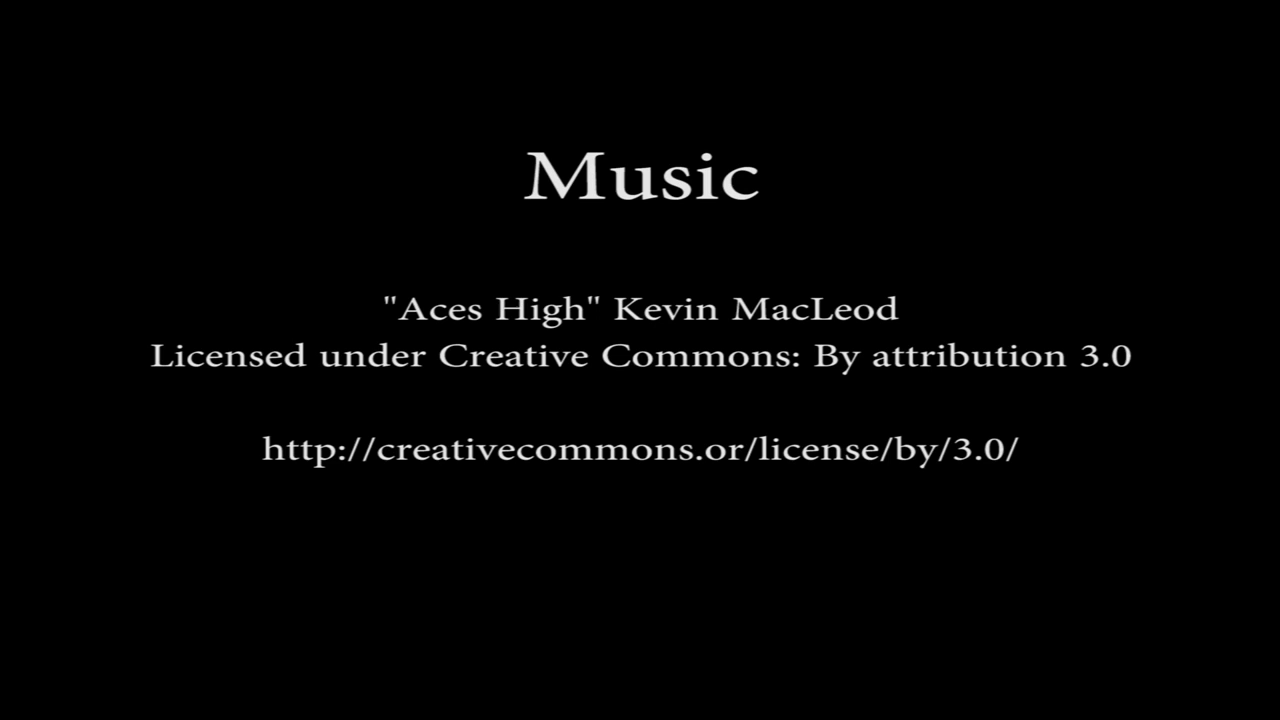 Music
"Aces High" Kevin MacLeod
Licensed under Creative Commons: By attribution 3.0
http://creativecommons.or/license/by/3.0/